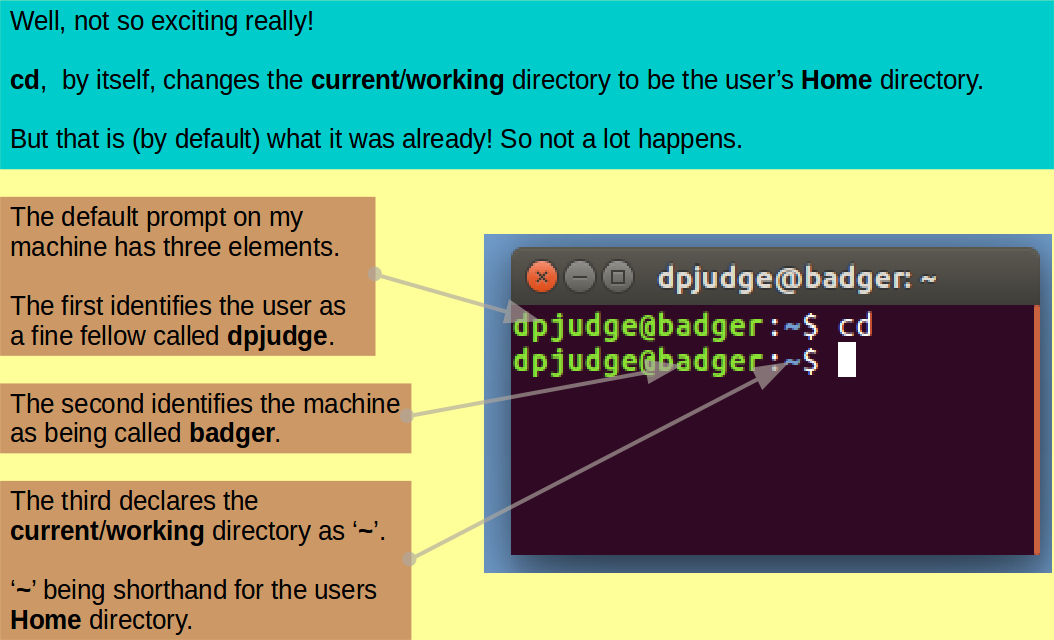 Well, not so exciting really!
cd,  by itself, changes the current/working directory to be the user’s Home directory.
But that is (by default) what it was already! So not a lot happens.
The default prompt on my
machine has three elements.
The first identifies the user as
a fine fellow called dpjudge.
The second identifies the machine
as being called badger.
The third declares the
current/working directory as ‘~’.
‘~’ being shorthand for the users
Home directory.
dpjudge@badger: ~
dpjudge@badger:~$ cd
dpjudge@badger:~$